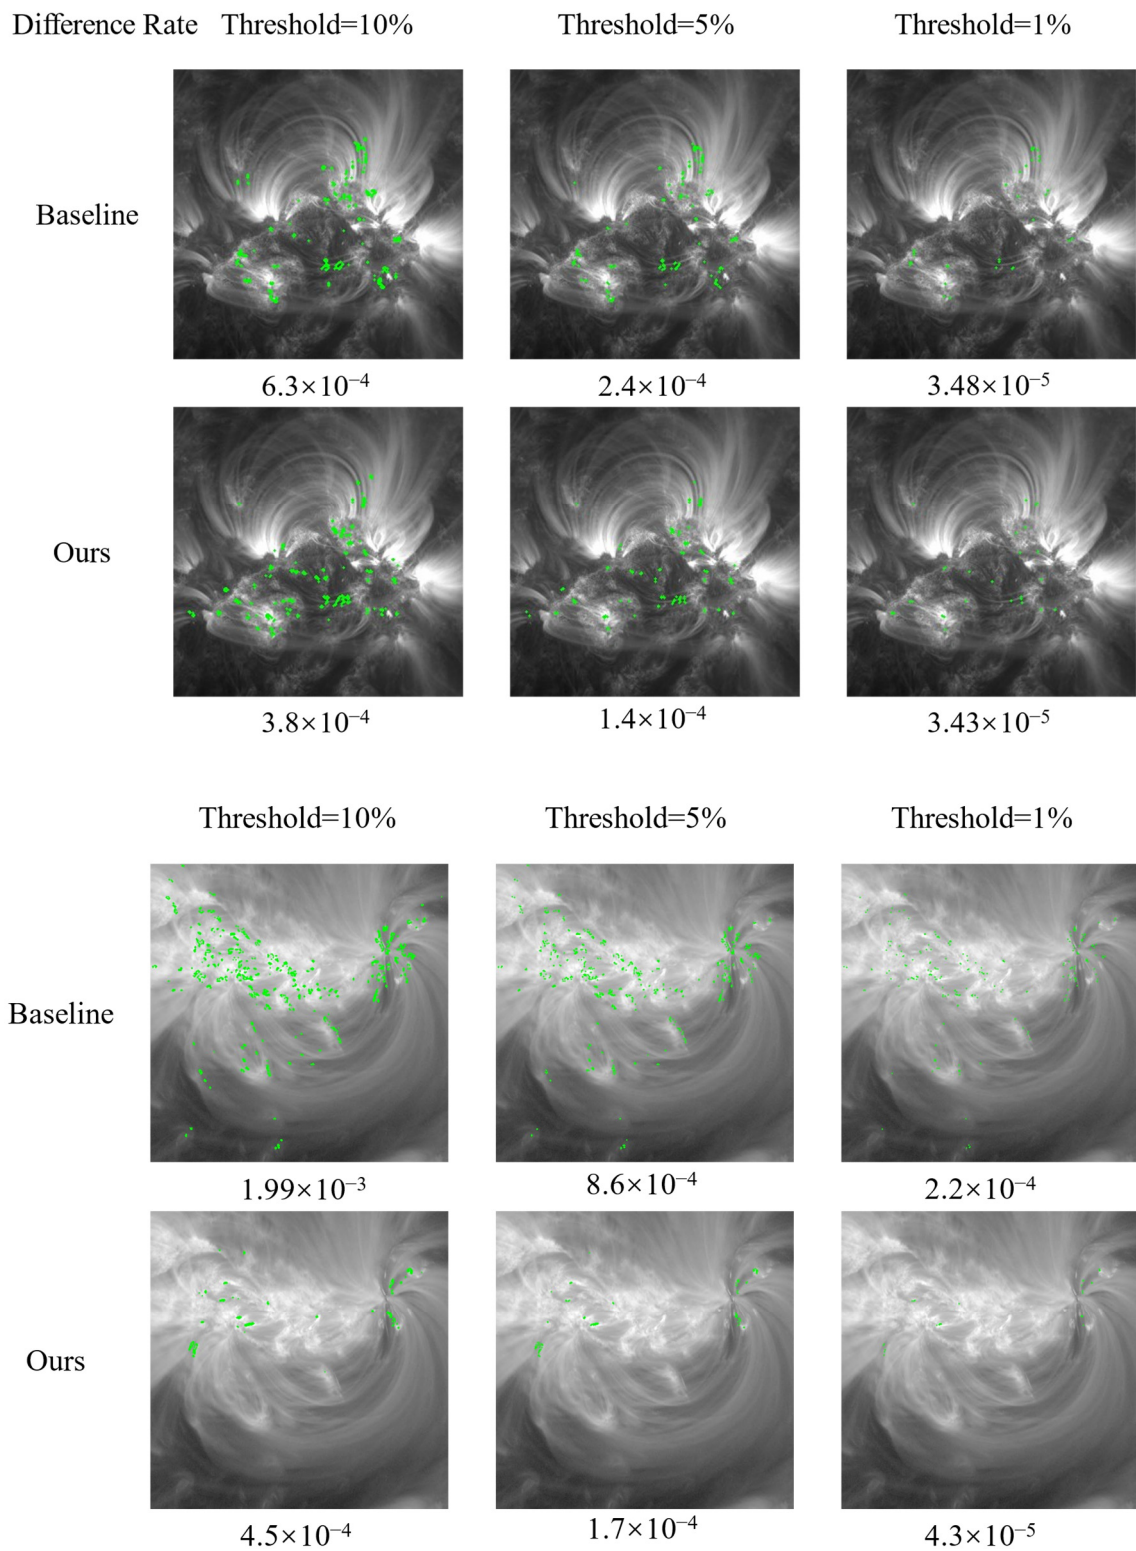 Difference Rate Threshold=10% Threshold=5% Threshold=1%
Baseline
6.3×10⁻⁴ 2.4×10⁻⁴ 3.48×10⁻⁵
Ours
3.8×10⁻⁴ 1.4×10⁻⁴ 3.43×10⁻⁵
Threshold=10% Threshold=5% Threshold=1%
Baseline
1.99×10⁻³ 8.6×10⁻⁴ 2.2×10⁻⁴
Ours
4.5×10⁻⁴ 1.7×10⁻⁴ 4.3×10⁻⁵